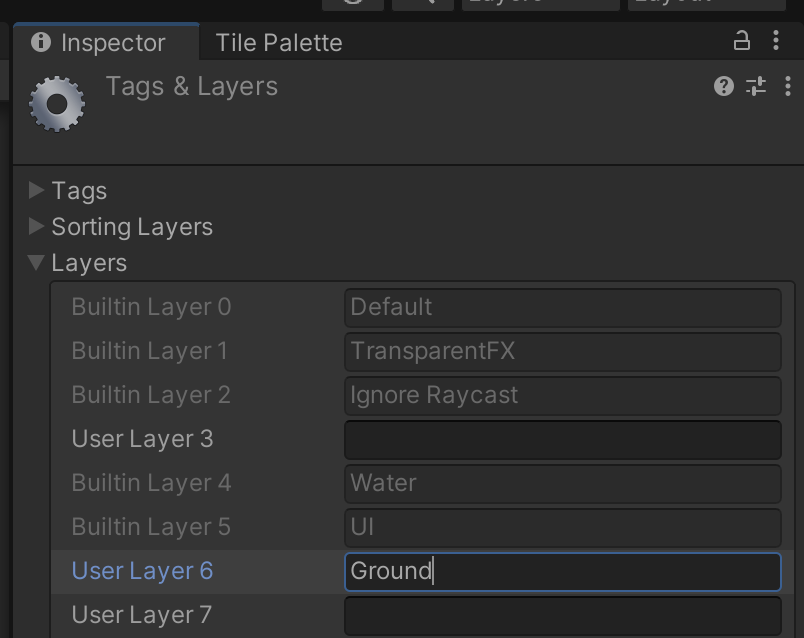 Inspector
Tile Palette
Tags & Layers
Tags
Sorting Layers
Layers
Builtin Layer 0
Default
Builtin Layer 1
TransparentFX
Builtin Layer 2
Ignore Raycast
User Layer 3
Builtin Layer 4
Water
Builtin Layer 5
UI
User Layer 6
Ground
User Layer 7